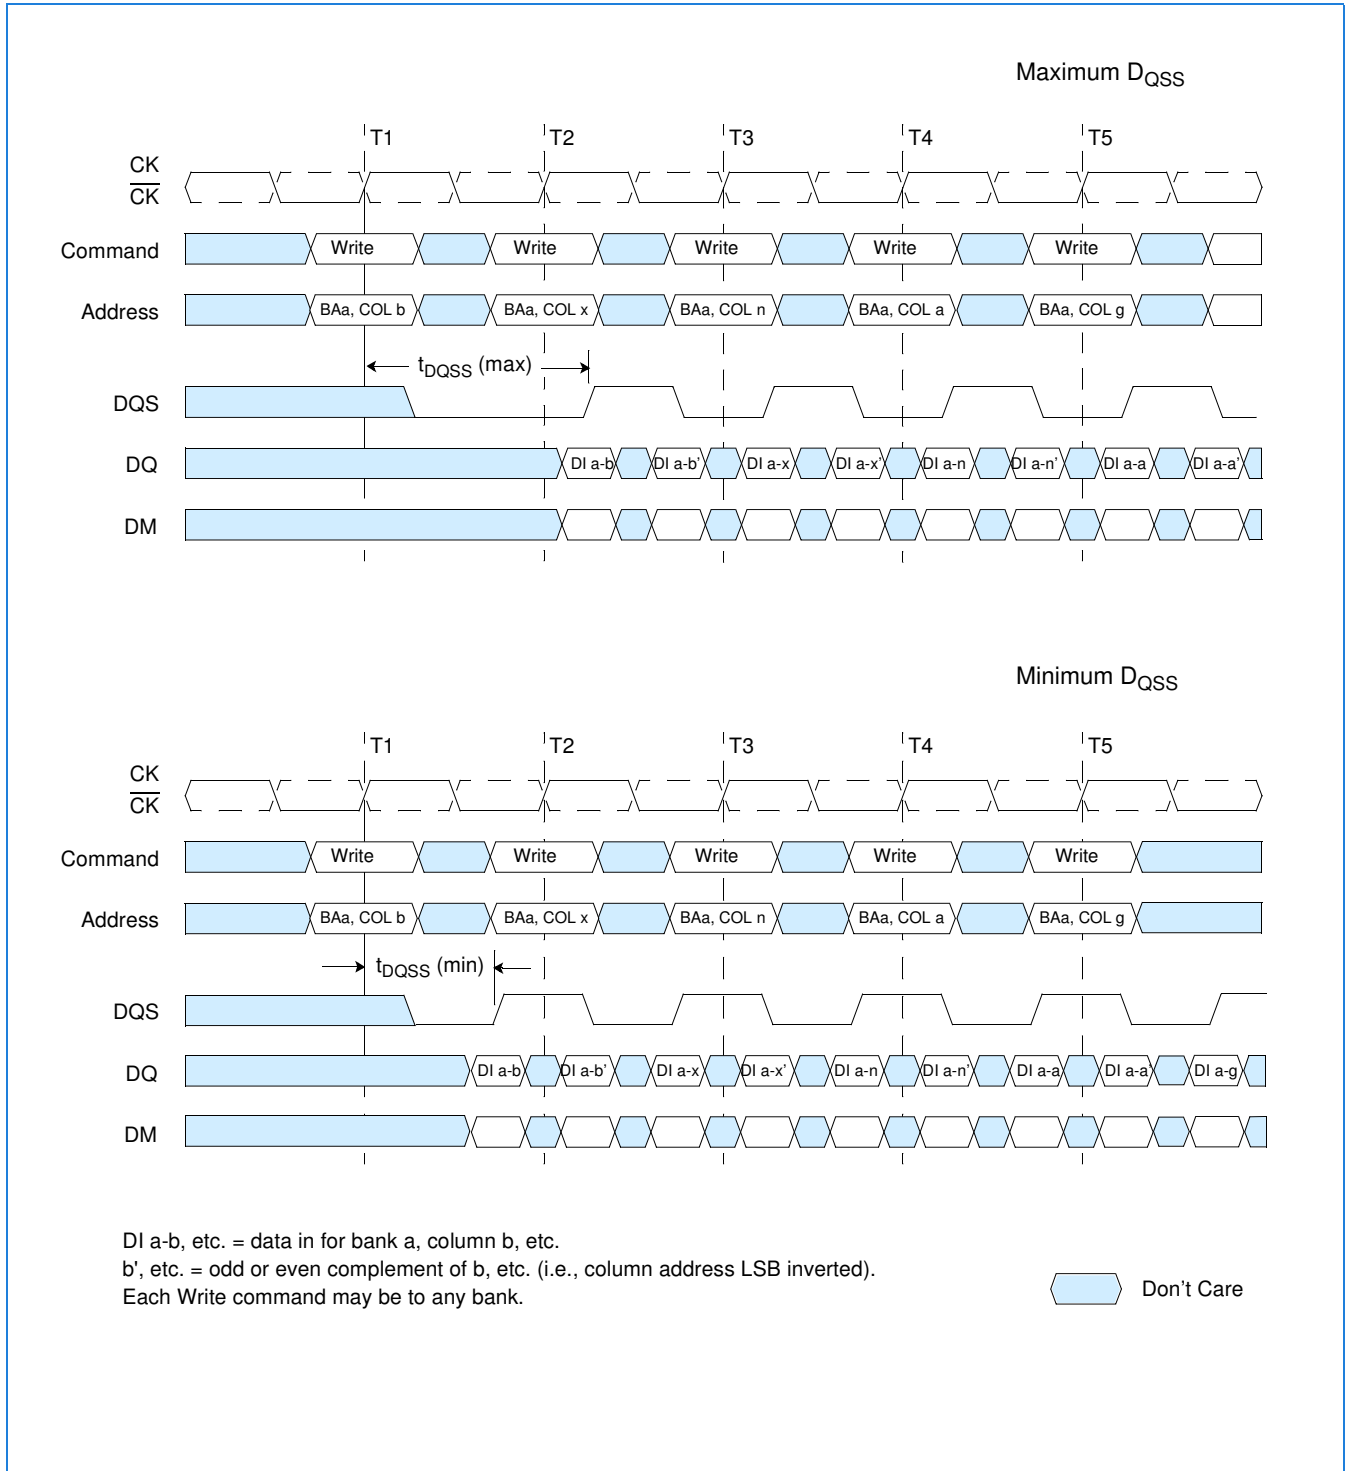 Maximum DQSS
T1 T2 T3 T4 T5
CK
CK
Command Write Write Write Write Write
Address BAa, COL b BAa, COL x BAa, COL n BAa, COL a BAa, COL g
tDQSS (max)
DQS
DQ DI a-b DI a-b' DI a-x DI a-x' DI a-n DI a-n' DI a-a DI a-a'
DM
Minimum DQSS
T1 T2 T3 T4 T5
CK
CK
Command Write Write Write Write Write
Address BAa, COL b BAa, COL x BAa, COL n BAa, COL a BAa, COL g
tDQSS (min)
DQS
DQ DI a-b DI a-b' DI a-x DI a-x' DI a-n DI a-n' DI a-a DI a-a' DI a-g
DM
DI a-b, etc. = data in for bank a, column b, etc.
b', etc. = odd or even complement of b, etc. (i.e., column address LSB inverted).
Each Write command may be to any bank.
Don't Care